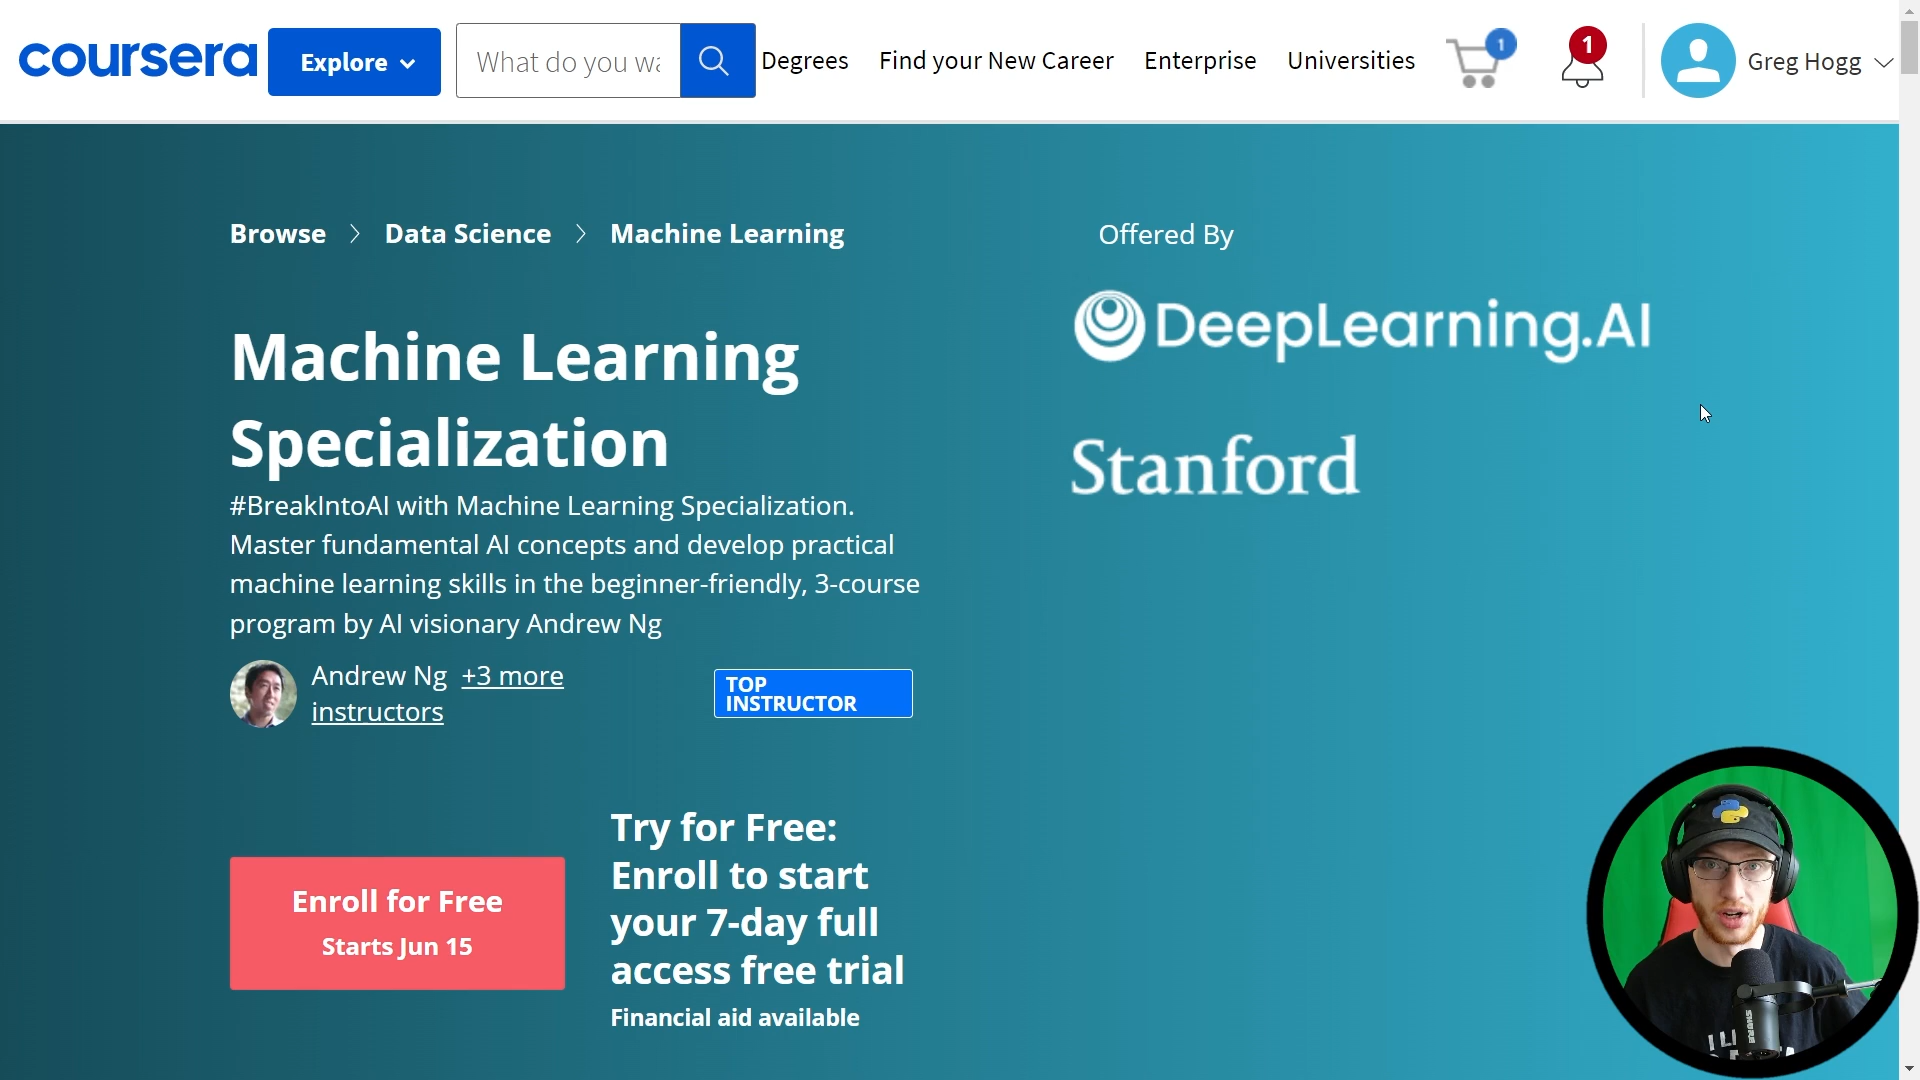 coursera
Explore
What do you wa
Degrees
Find your New Career
Enterprise
Universities
1
1
Greg Hogg
Browse > Data Science > Machine Learning
Offered By
DeepLearning.AI
Stanford
Machine Learning
Specialization
#BreakIntoAI with Machine Learning Specialization.
Master fundamental AI concepts and develop practical
machine learning skills in the beginner-friendly, 3-course
program by AI visionary Andrew Ng
Andrew Ng +3 more
instructors
TOP
INSTRUCTOR
Enroll for Free
Starts Jun 15
Try for Free:
Enroll to start
your 7-day full
access free trial
Financial aid available
SHURE